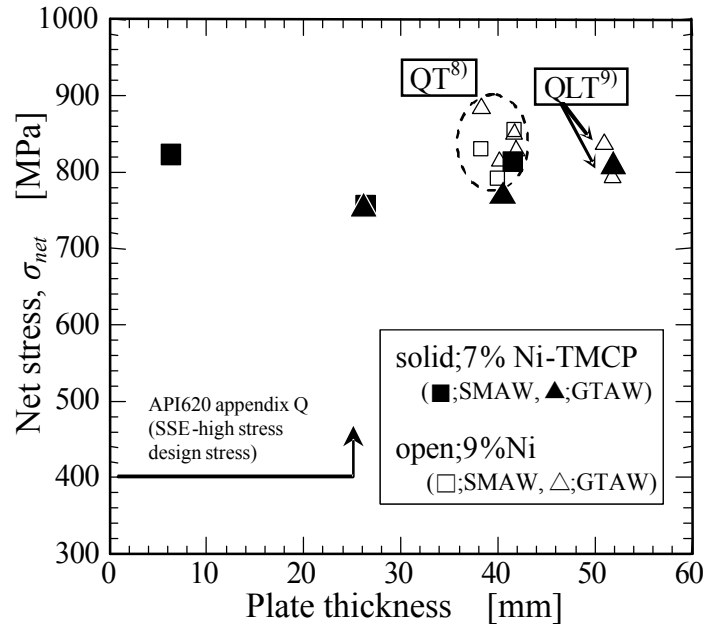 1000
900
800
700
600
500
400
300
Net stress, σnet [MPa]
QT8)
QLT9)
API620 appendix Q
(SSE-high stress
design stress)
solid;7% Ni-TMCP
(■;SMAW, ▲;GTAW)
open;9%Ni
(□;SMAW, △;GTAW)
0 10 20 30 40 50 60
Plate thickness [mm]